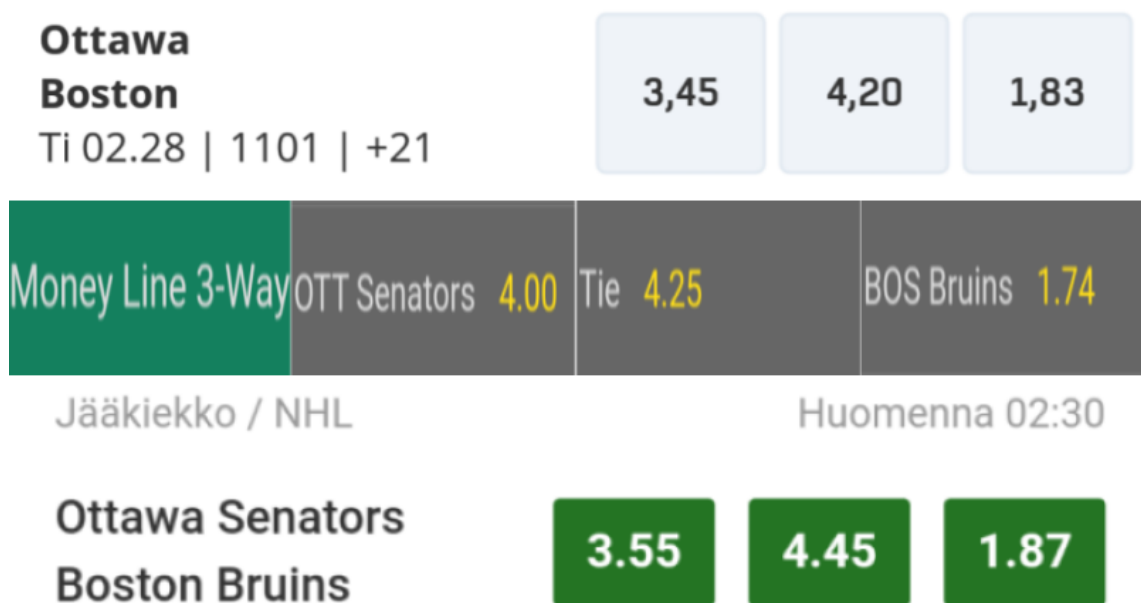 Ottawa
Boston
Ti 02.28 | 1101 | +21
3,45 4,20 1,83
Money Line 3-Way OTT Senators 4.00 Tie 4.25 BOS Bruins 1.74
Jääkiekko / NHL Huomenna 02:30
Ottawa Senators
Boston Bruins
3.55 4.45 1.87